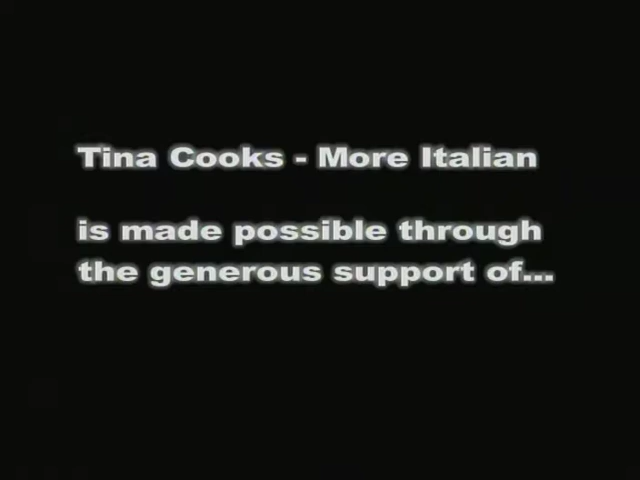 Tina Cooks - More Italian
is made possible through
the generous support of...